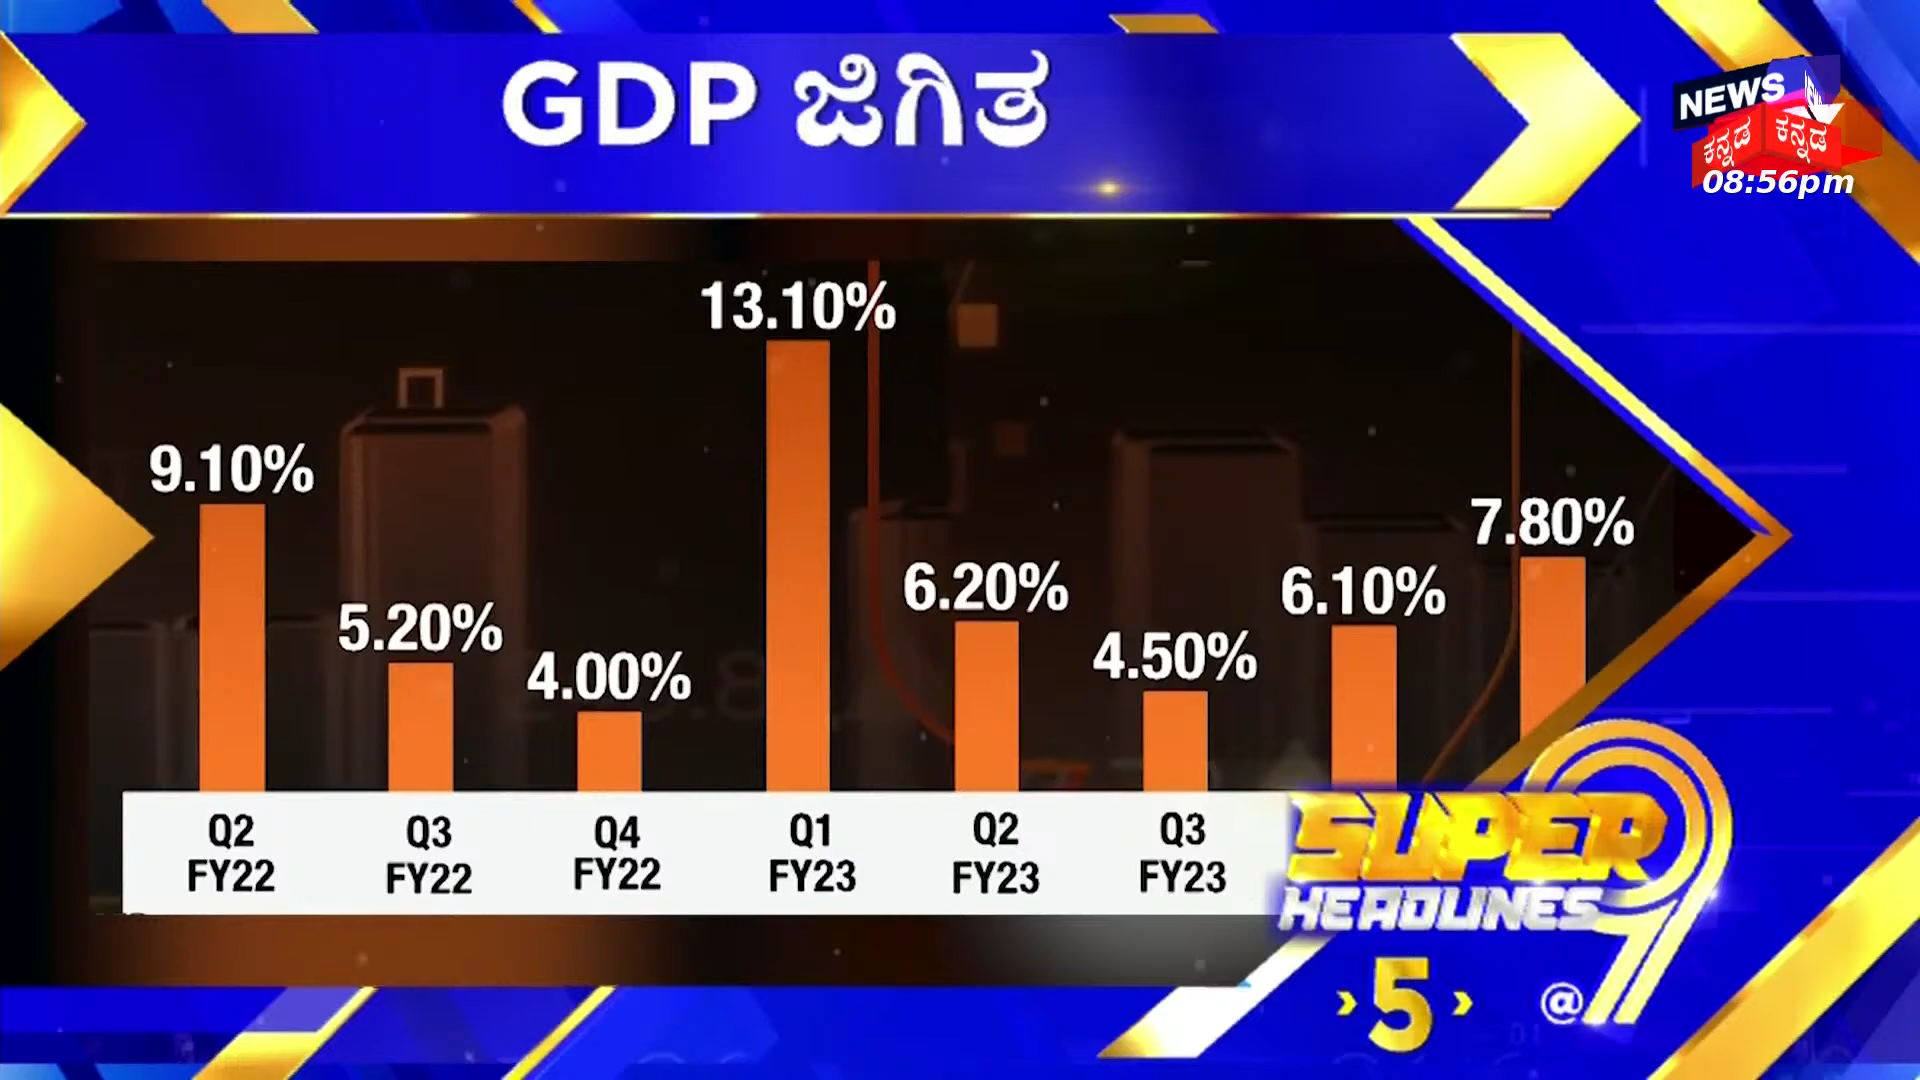 GDP ಜಿಗಿತ
NEWS
ಕನ್ನಡ ಕನ್ನಡ
08:56pm
13.10%
9.10%
7.80%
6.20%
6.10%
5.20%
4.50%
4.00%
Q2 Q3 Q4 Q1 Q2 Q3
FY22 FY22 FY22 FY23 FY23 FY23
SUPER 9
HEADLINES
5 @